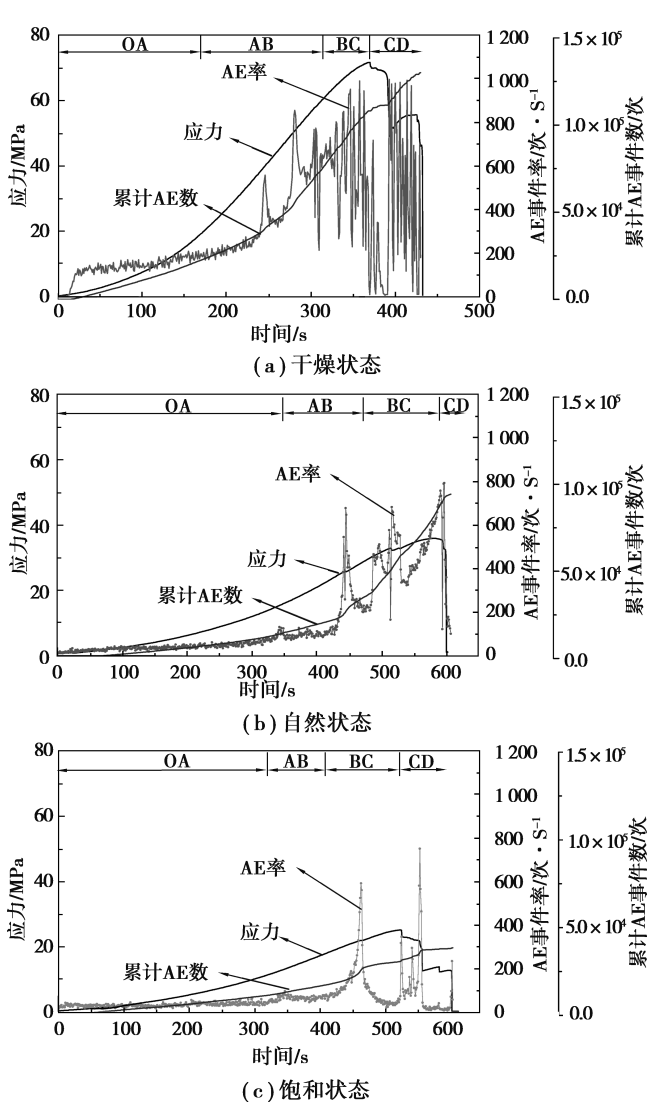 80 OA AB BC CD 1 200 1.5×10⁵
AE率 1 000
60 应力 800 1.0×10⁵
应力/MPa 40 累计AE数 600 AE事件率/次·S⁻¹ 累计AE事件数/次
400 5.0×10⁴
20 200
0 0 0.0
0 100 200 300 400 500
时间/s
(a)干燥状态
80 OA AB BC CD 1 200 1.5×10⁵
1 000
60 AE率 800 1.0×10⁵
应力/MPa 40 应力 600 AE事件率/次·S⁻¹ 累计AE事件数/次
累计AE数 400 5.0×10⁴
20 200
0 0 0.0
0 100 200 300 400 500 600
时间/s
(b)自然状态
80 OA AB BC CD 1 200 1.5×10⁵
1 000
60 800 1.0×10⁵
应力/MPa 40 AE率 600 AE事件率/次·S⁻¹ 累计AE事件数/次
应力 400 5.0×10⁴
20 累计AE数 200
0 0 0.0
0 100 200 300 400 500 600
时间/s
(c)饱和状态